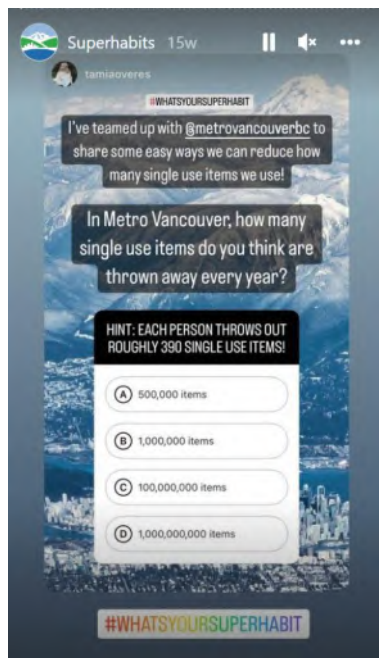 Superhabits 15w
tamiaoveres
#WHATSYOURSUPERHABIT
I've teamed up with @metrovancouverbc to
share some easy ways we can reduce how
many single use items we use!
In Metro Vancouver, how many
single use items do you think are
thrown away every year?
HINT: EACH PERSON THROWS OUT
ROUGHLY 390 SINGLE USE ITEMS!
A 500,000 items
B 1,000,000 items
C 100,000,000 items
D 1,000,000,000 items
#WHATSYOURSUPERHABIT